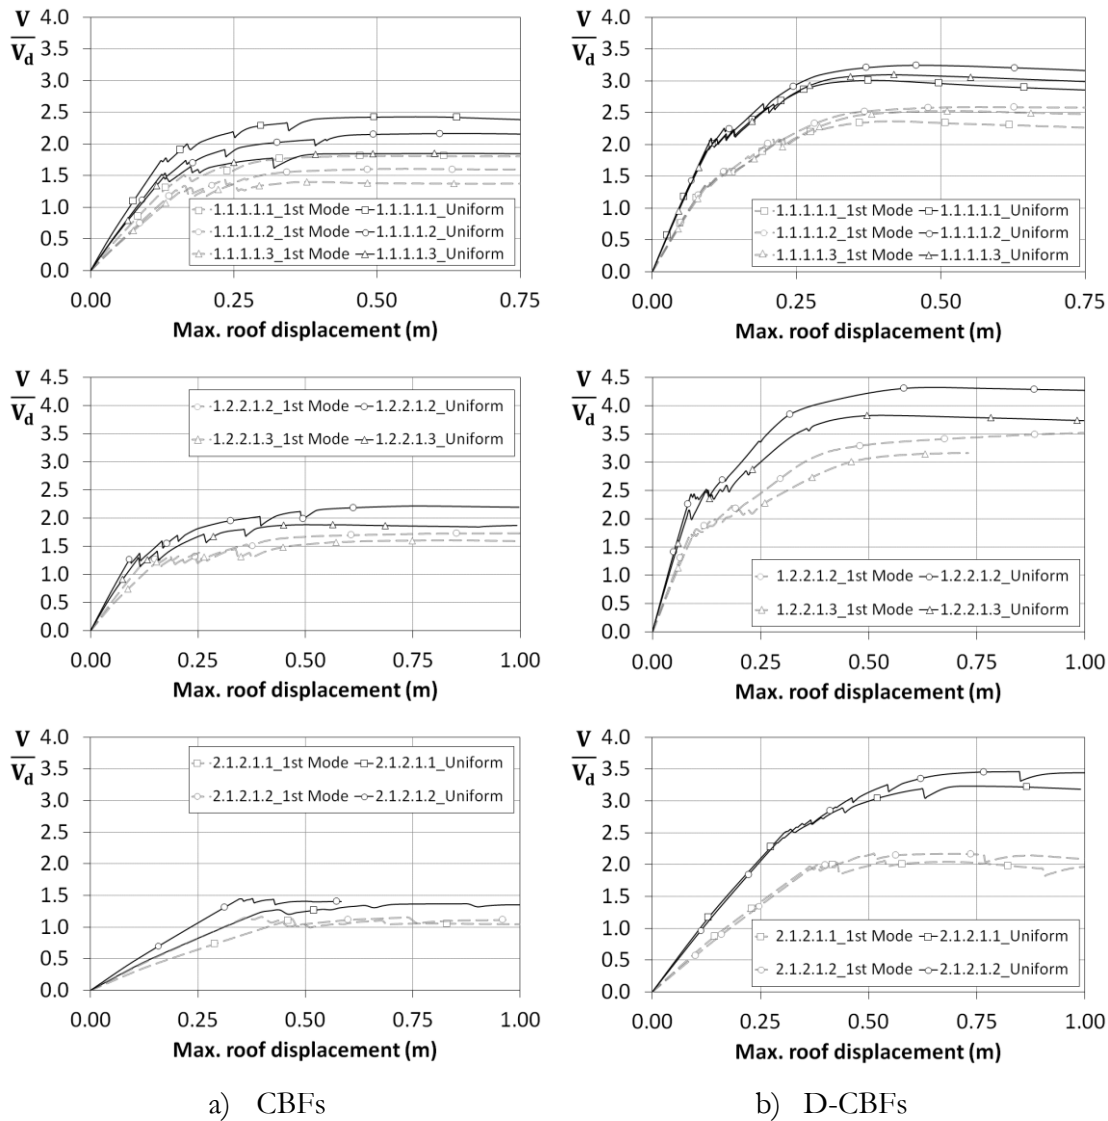 V
Vd
4.0
3.5
3.0
2.5
2.0
1.5
1.0
0.5
0.0
1.1.1.1.1_1st Mode 1.1.1.1.1_Uniform
1.1.1.1.2_1st Mode 1.1.1.1.2_Uniform
1.1.1.1.3_1st Mode 1.1.1.1.3_Uniform
0.00 0.25 0.50 0.75
Max. roof displacement (m)
V
Vd
4.0
3.5
3.0
2.5
2.0
1.5
1.0
0.5
0.0
1.1.1.1.1_1st Mode 1.1.1.1.1_Uniform
1.1.1.1.2_1st Mode 1.1.1.1.2_Uniform
1.1.1.1.3_1st Mode 1.1.1.1.3_Uniform
0.00 0.25 0.50 0.75
Max. roof displacement (m)
V
Vd
4.5
4.0
3.5
3.0
2.5
2.0
1.5
1.0
0.5
0.0
1.2.2.1.2_1st Mode 1.2.2.1.2_Uniform
1.2.2.1.3_1st Mode 1.2.2.1.3_Uniform
0.00 0.25 0.50 0.75 1.00
Max. roof displacement (m)
V
Vd
4.5
4.0
3.5
3.0
2.5
2.0
1.5
1.0
0.5
0.0
1.2.2.1.2_1st Mode 1.2.2.1.2_Uniform
1.2.2.1.3_1st Mode 1.2.2.1.3_Uniform
0.00 0.25 0.50 0.75 1.00
Max. roof displacement (m)
V
Vd
4.0
3.5
3.0
2.5
2.0
1.5
1.0
0.5
0.0
2.1.2.1.1_1st Mode 2.1.2.1.1_Uniform
2.1.2.1.2_1st Mode 2.1.2.1.2_Uniform
0.00 0.25 0.50 0.75 1.00
Max. roof displacement (m)
V
Vd
4.0
3.5
3.0
2.5
2.0
1.5
1.0
0.5
0.0
2.1.2.1.1_1st Mode 2.1.2.1.1_Uniform
2.1.2.1.2_1st Mode 2.1.2.1.2_Uniform
0.00 0.25 0.50 0.75 1.00
Max. roof displacement (m)
a) CBFs
b) D-CBFs